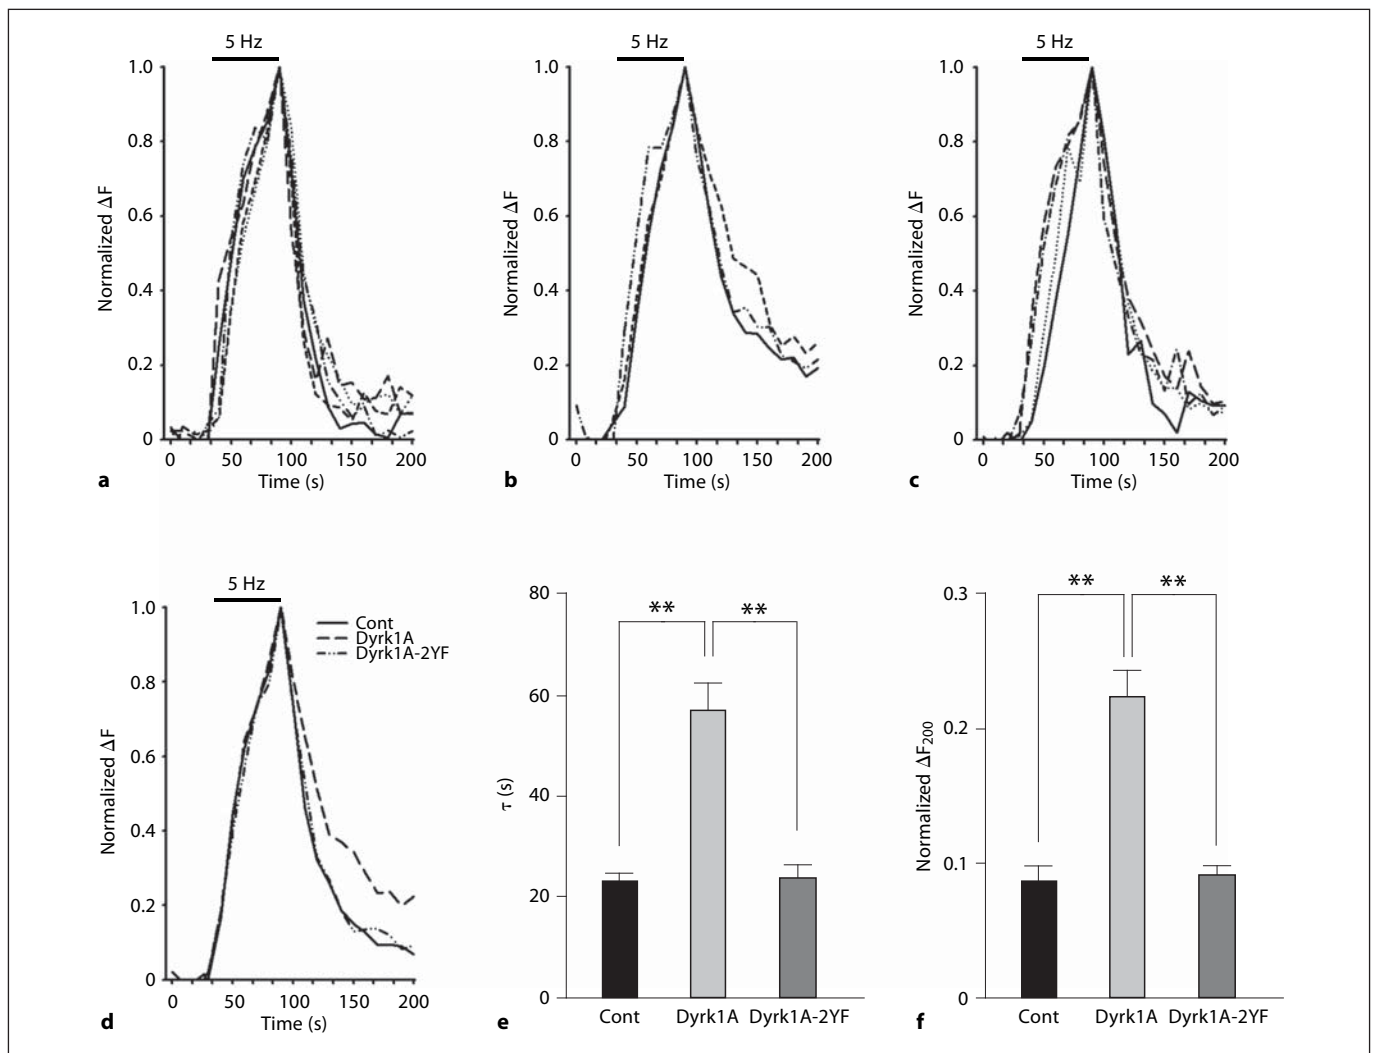 5 Hz
1.0
0.8
0.6
0.4
0.2
0
Normalized ΔF
0 50 100 150 200
Time (s)
a
5 Hz
1.0
0.8
0.6
0.4
0.2
0
Normalized ΔF
0 50 100 150 200
Time (s)
b
5 Hz
1.0
0.8
0.6
0.4
0.2
0
Normalized ΔF
0 50 100 150 200
Time (s)
c
5 Hz
1.0
0.8
0.6
0.4
0.2
0
Normalized ΔF
Cont
Dyrk1A
Dyrk1A-2YF
0 50 100 150 200
Time (s)
d
80
60
40
20
0
τ (s)
** **
Cont Dyrk1A Dyrk1A-2YF
e
0.3
0.2
0.1
0
Normalized ΔF200
** **
Cont Dyrk1A Dyrk1A-2YF
f